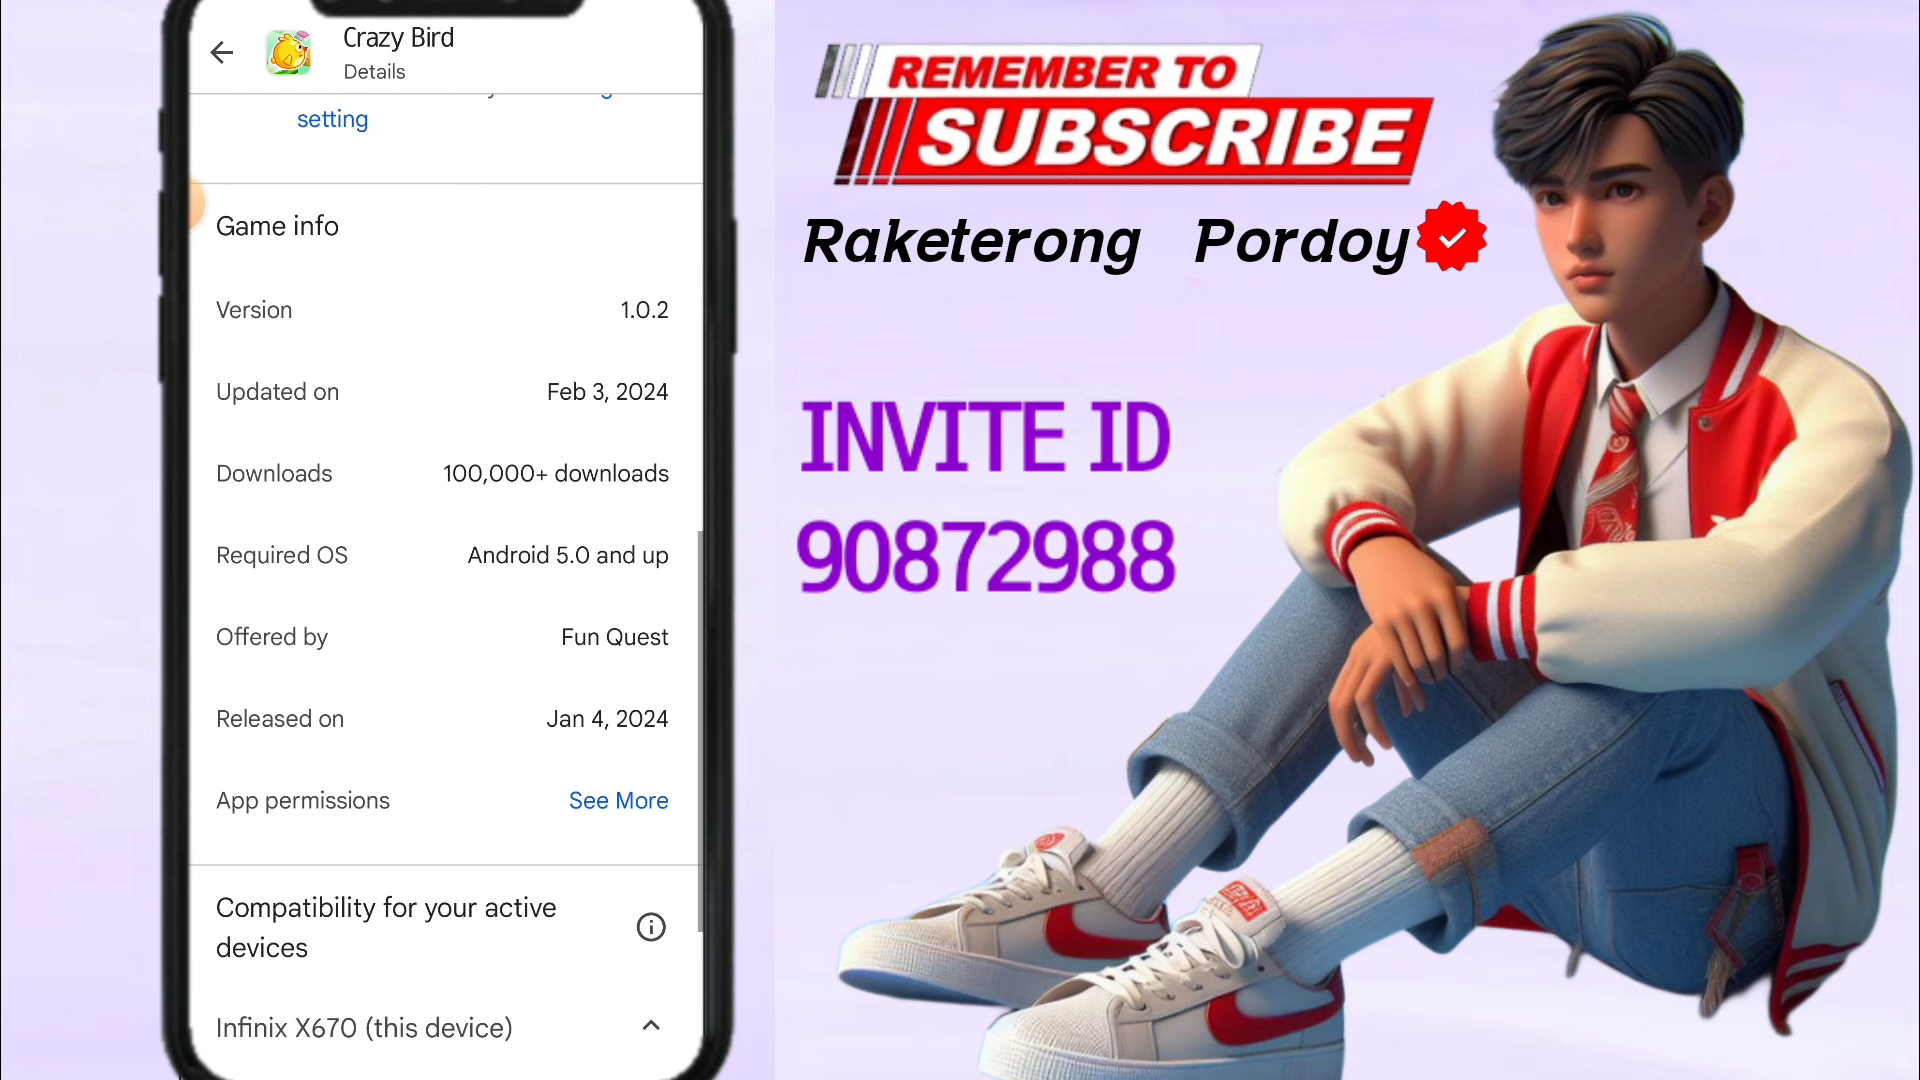 Crazy Bird
Details
setting
Game info
Version 1.0.2
Updated on Feb 3, 2024
Downloads 100,000+ downloads
Required OS Android 5.0 and up
Offered by Fun Quest
Released on Jan 4, 2024
App permissions See More
Compatibility for your active
devices
Infinix X670 (this device)
REMEMBER TO
SUBSCRIBE
Raketerong Pordoy
INVITE ID
90872988